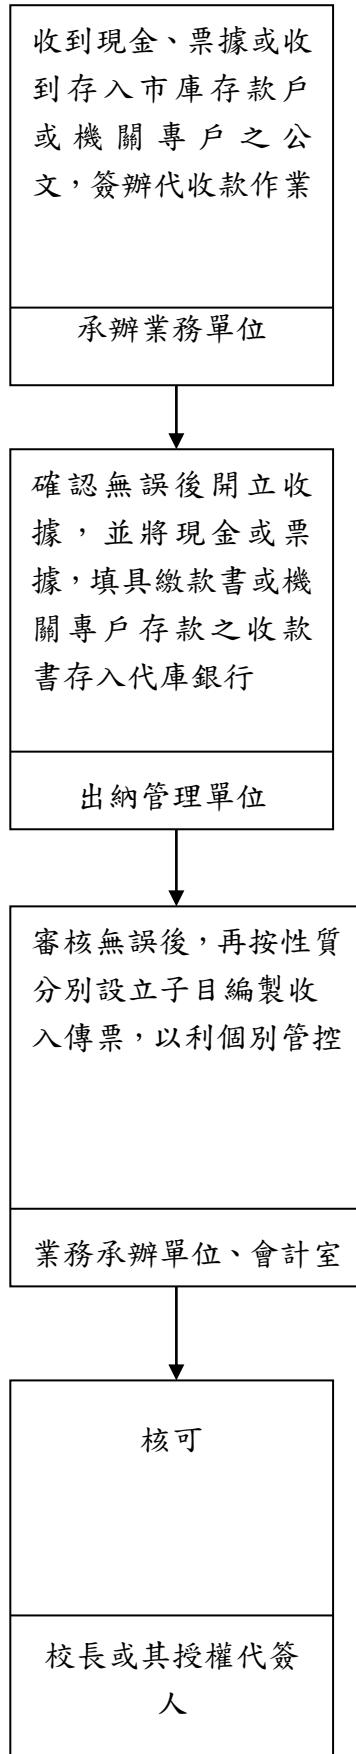 收到現金、票據或收
到存入市庫存款戶
或機關專戶之公
文，簽辦代收款作業
承辦業務單位
確認無誤後開立收
據，並將現金或票
據，填具繳款書或機
關專戶存款之收款
書存入代庫銀行
出納管理單位
審核無誤後，再按性質
分別設立子目編製收
入傳票，以利個別管控
業務承辦單位、會計室
核可
校長或其授權代簽
人